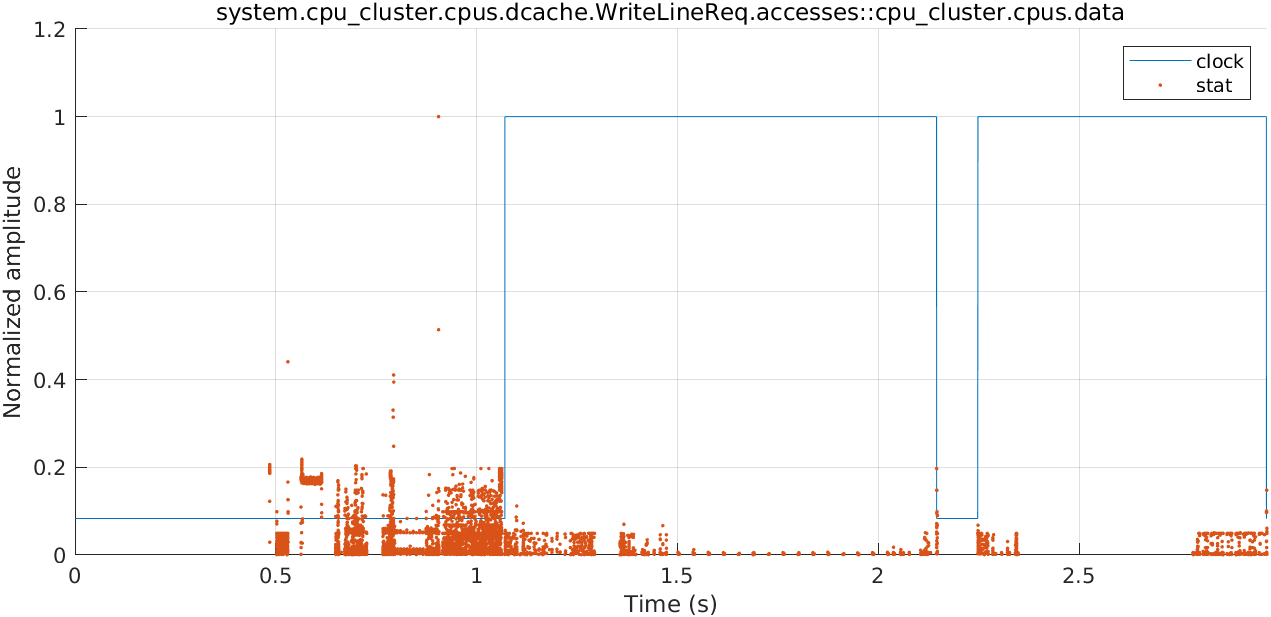 system.cpu_cluster.cpus.dcache.WriteLineReq.accesses::cpu_cluster.cpus.data
1.2
1
0.8
0.6
0.4
0.2
0
Normalized amplitude
clock
stat
0 0.5 1 1.5 2 2.5
Time (s)